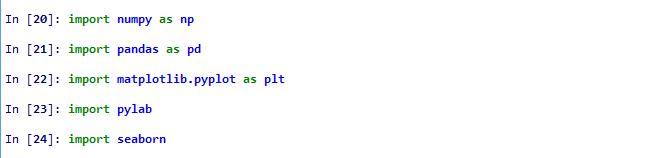 In [20]: import numpy as np
In [21]: import pandas as pd
In [22]: import matplotlib.pyplot as plt
In [23]: import pylab
In [24]: import seaborn